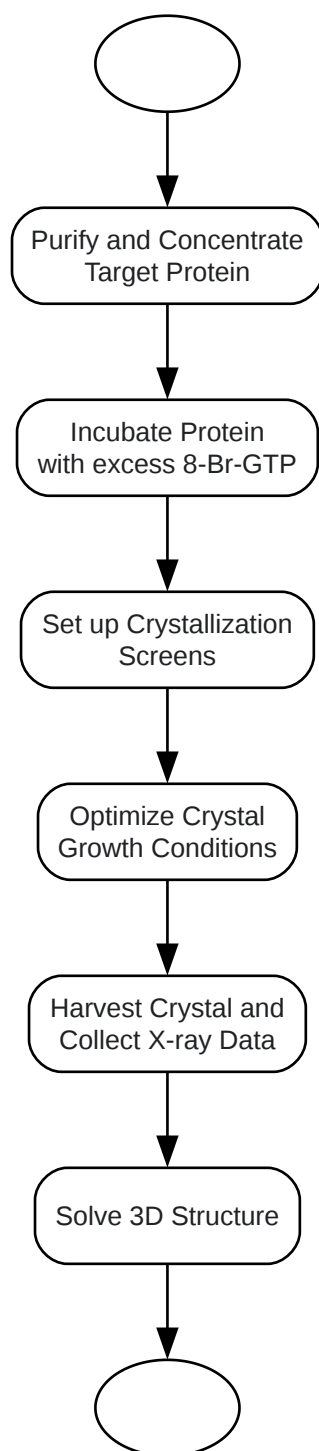 Purify and Concentrate
Target Protein
Incubate Protein
with excess 8-Br-GTP
Set up Crystallization
Screens
Optimize Crystal
Growth Conditions
Harvest Crystal and
Collect X-ray Data
Solve 3D Structure